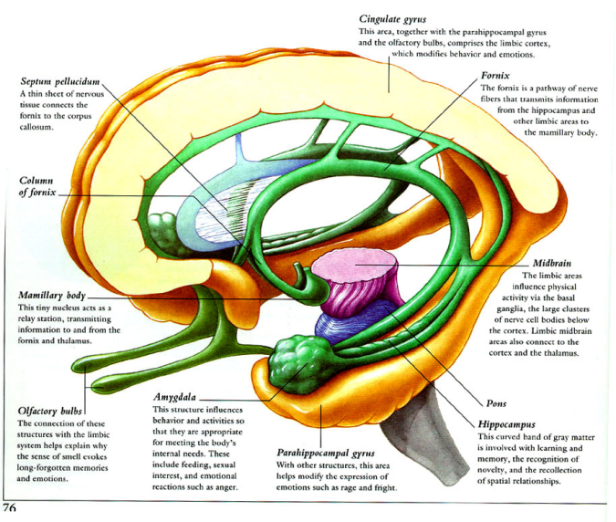 Cingulate gyrus
This area, together with the parahippocampal gyrus
and the olfactory bulbs, comprises the limbic cortex,
which modifies behavior and emotions.
Septum pellucidum
A thin sheet of nervous
tissue connects the
fornix to the corpus
callosum.
Fornix
The fornix is a pathway of nerve
fibers that transmits information
from the hippocampus and
other limbic areas to
the mamillary body.
Column
of fornix
Mamillary body
This tiny nucleus acts as a
relay station, transmitting
information to and from the
fornix and thalamus.
Midbrain
The limbic areas
influence physical
activity via the basal
ganglia, the large clusters
of nerve cell bodies below
the cortex. Limbic midbrain
areas also connect to the
cortex and the thalamus.
Olfactory bulbs
The connection of these
structures with the limbic
system helps explain why
the sense of smell evokes
long-forgotten memories
and emotions.
Amygdala
This structure influences
behavior and activities so
that they are appropriate
for meeting the body's
internal needs. These
include feeding, sexual
interest, and emotional
reactions such as anger.
Parahippocampal gyrus
With other structures, this area
helps modify the expression of
emotions such as rage and fright.
Pons
Hippocampus
This curved band of gray matter
is involved with learning and
memory, the recognition of
novelty, and the recollection
of spatial relationships.
76